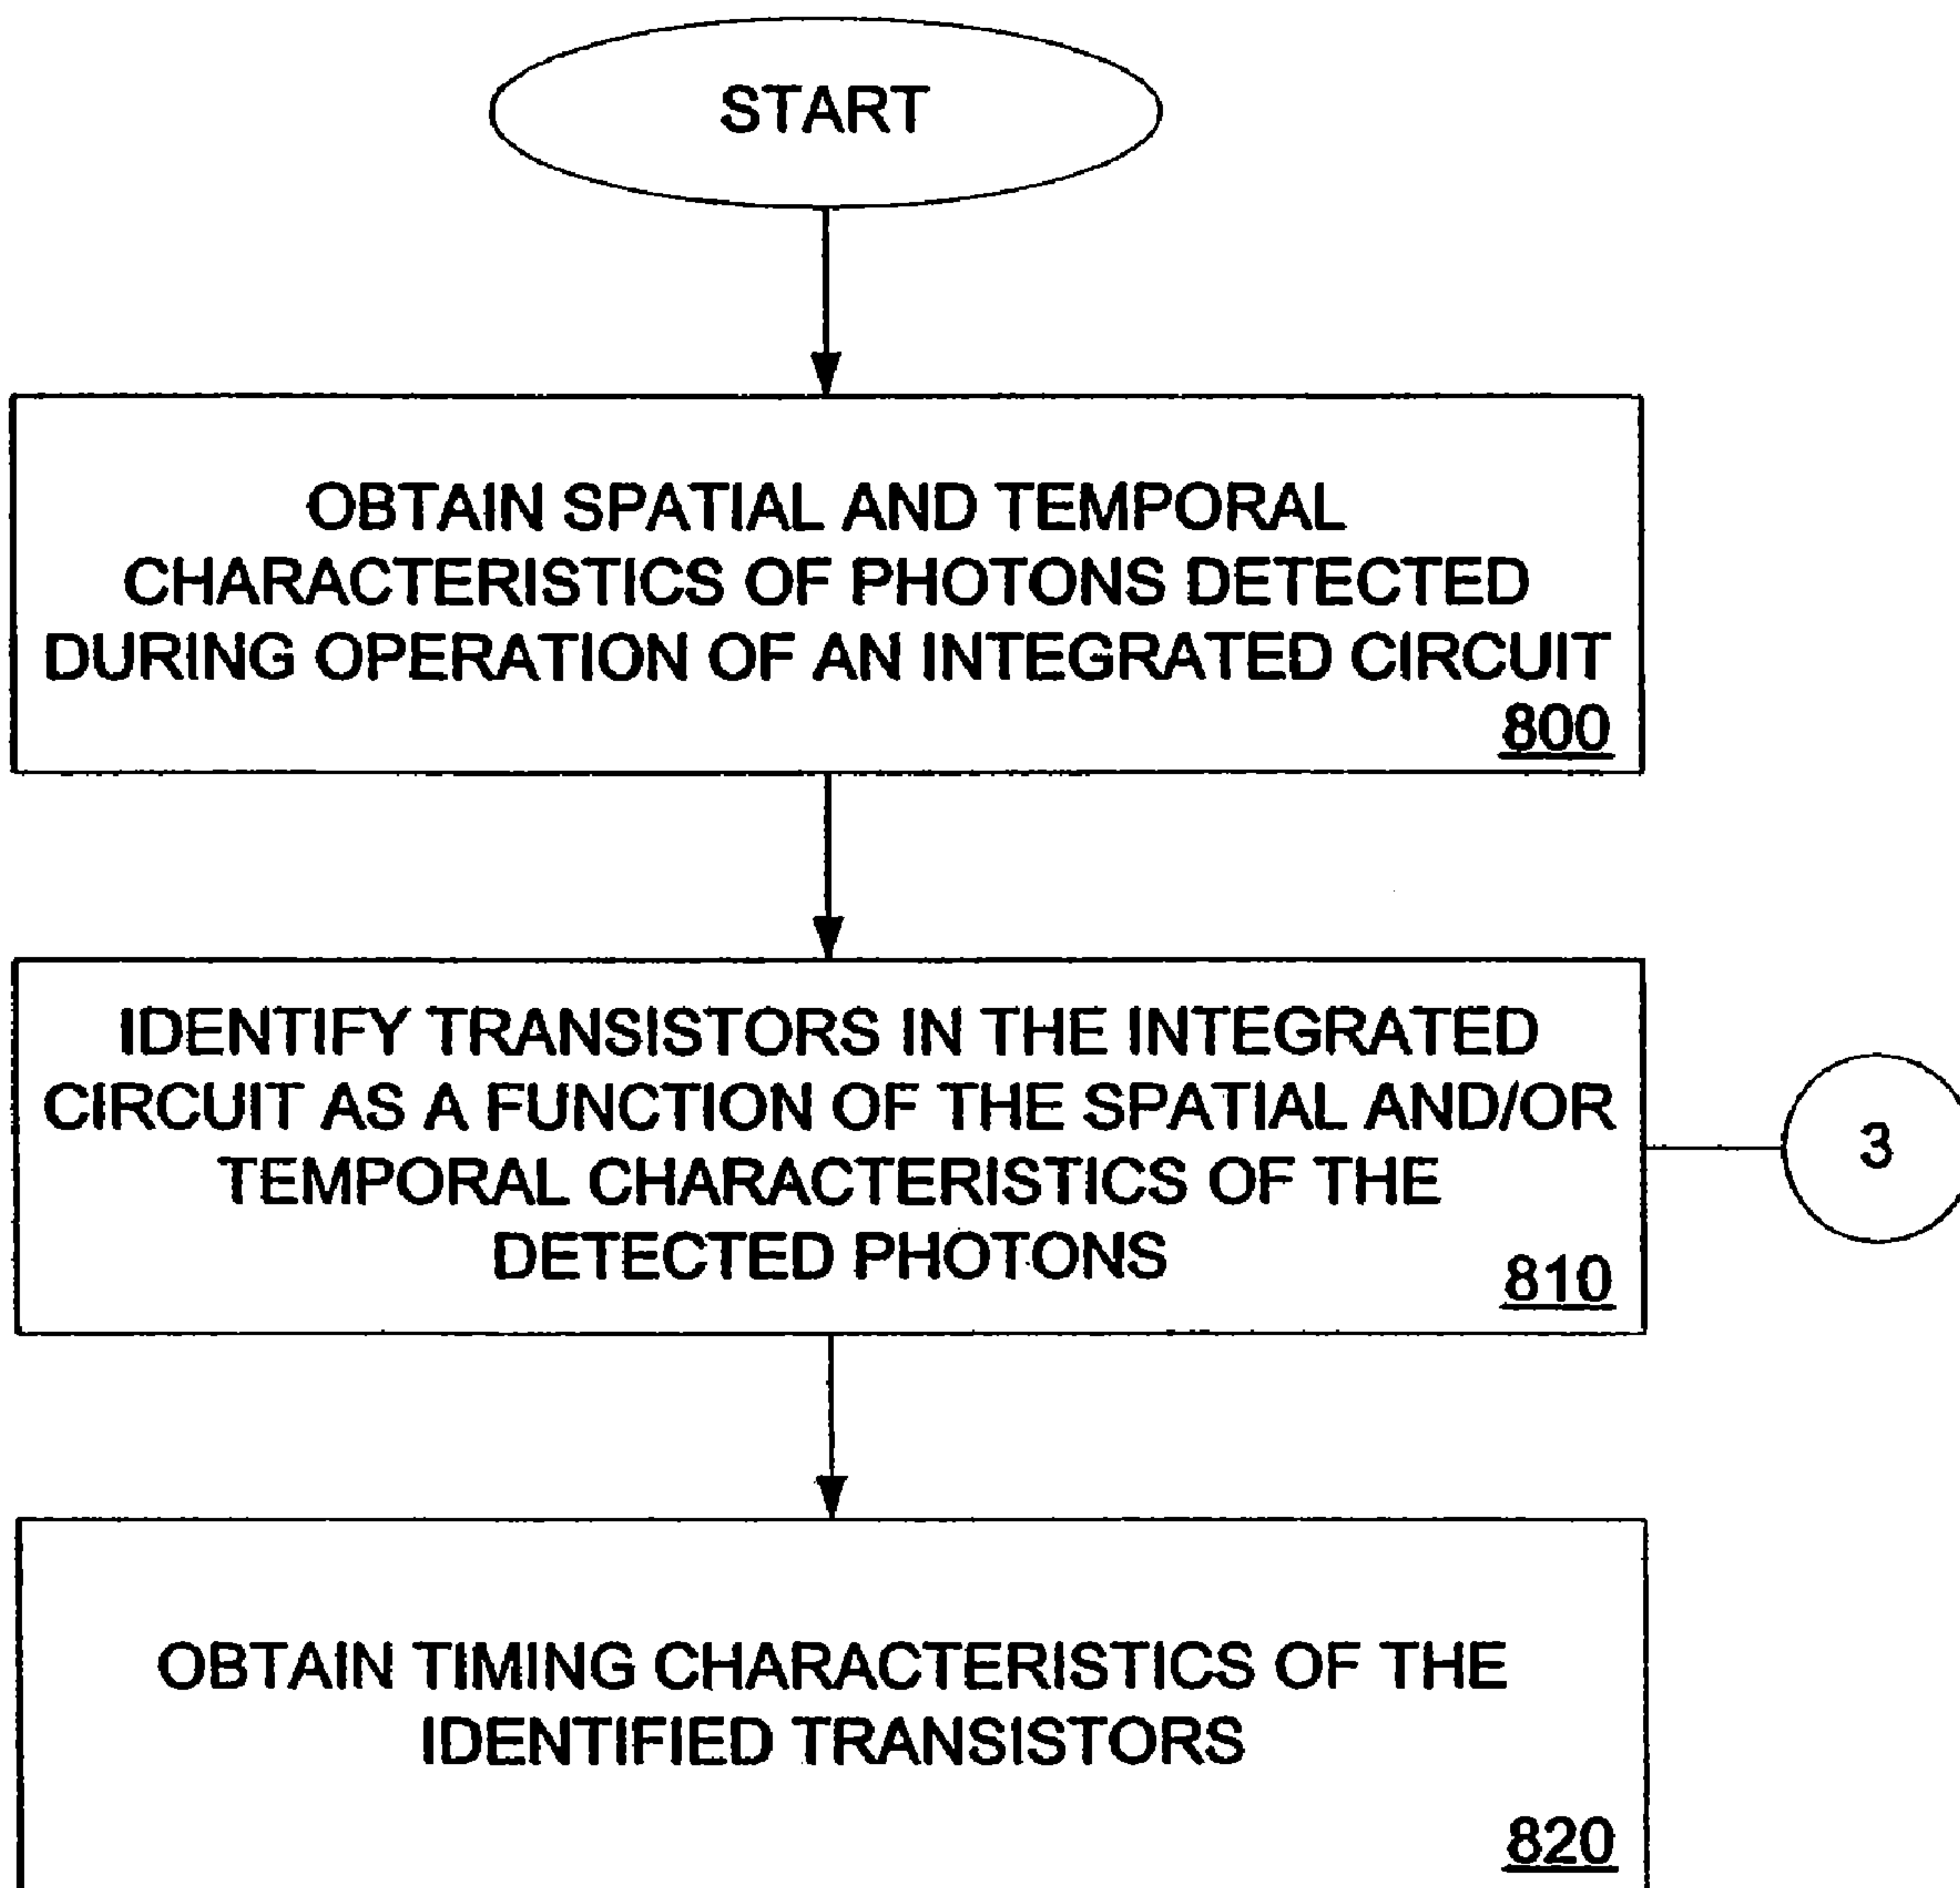 START
OBTAIN SPATIAL AND TEMPORAL
CHARACTERISTICS OF PHOTONS DETECTED
DURING OPERATION OF AN INTEGRATED CIRCUIT
800
IDENTIFY TRANSISTORS IN THE INTEGRATED
CIRCUIT AS A FUNCTION OF THE SPATIAL AND/OR
TEMPORAL CHARACTERISTICS OF THE
DETECTED PHOTONS
810
3
OBTAIN TIMING CHARACTERISTICS OF THE
IDENTIFIED TRANSISTORS
820